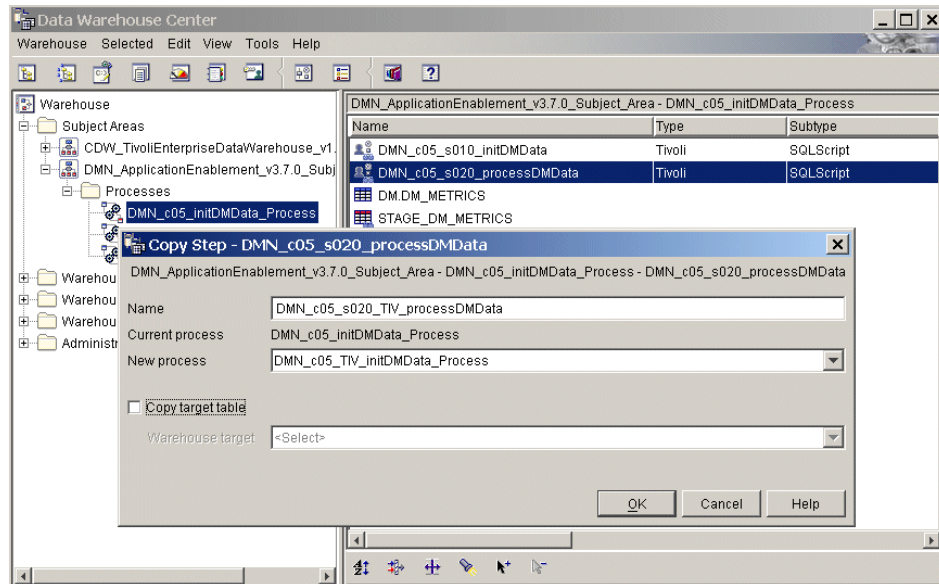 Data Warehouse Center
Warehouse Selected Edit View Tools Help
Warehouse
Subject Areas
CDW_TivoliEnterpriseDataWarehouse_v1.
DMN_ApplicationEnablement_v3.7.0_Subj
Processes
DMN_c05_initDMData_Process
Warehou
Warehou
Warehou
Administr
DMN_ApplicationEnablement_v3.7.0_Subject_Area - DMN_c05_initDMData_Process
Name Type Subtype
DMN_c05_s010_initDMData Tivoli SQLScript
DMN_c05_s020_processDMData Tivoli SQLScript
DM.DM_METRICS
STAGE_DM_METRICS
Copy Step - DMN_c05_s020_processDMData
DMN_ApplicationEnablement_v3.7.0_Subject_Area - DMN_c05_initDMData_Process - DMN_c05_s020_processDMData
Name DMN_c05_s020_TIV_processDMData
Current process DMN_c05_initDMData_Process
New process DMN_c05_TIV_initDMData_Process
Copy target table
Warehouse target <Select>
OK Cancel Help